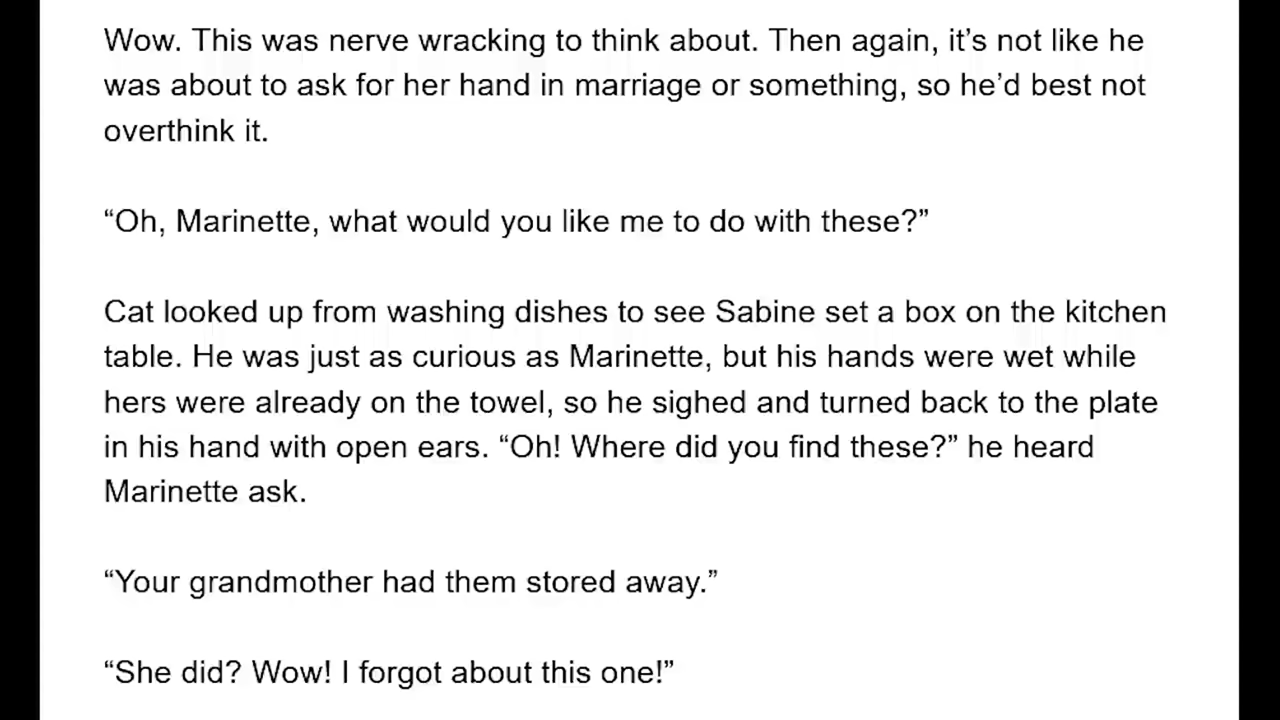 Wow. This was nerve wracking to think about. Then again, it’s not like he
was about to ask for her hand in marriage or something, so he’d best not
overthink it.
“Oh, Marinette, what would you like me to do with these?”
Cat looked up from washing dishes to see Sabine set a box on the kitchen
table. He was just as curious as Marinette, but his hands were wet while
hers were already on the towel, so he sighed and turned back to the plate
in his hand with open ears. “Oh! Where did you find these?” he heard
Marinette ask.
“Your grandmother had them stored away.”
“She did? Wow! I forgot about this one!”